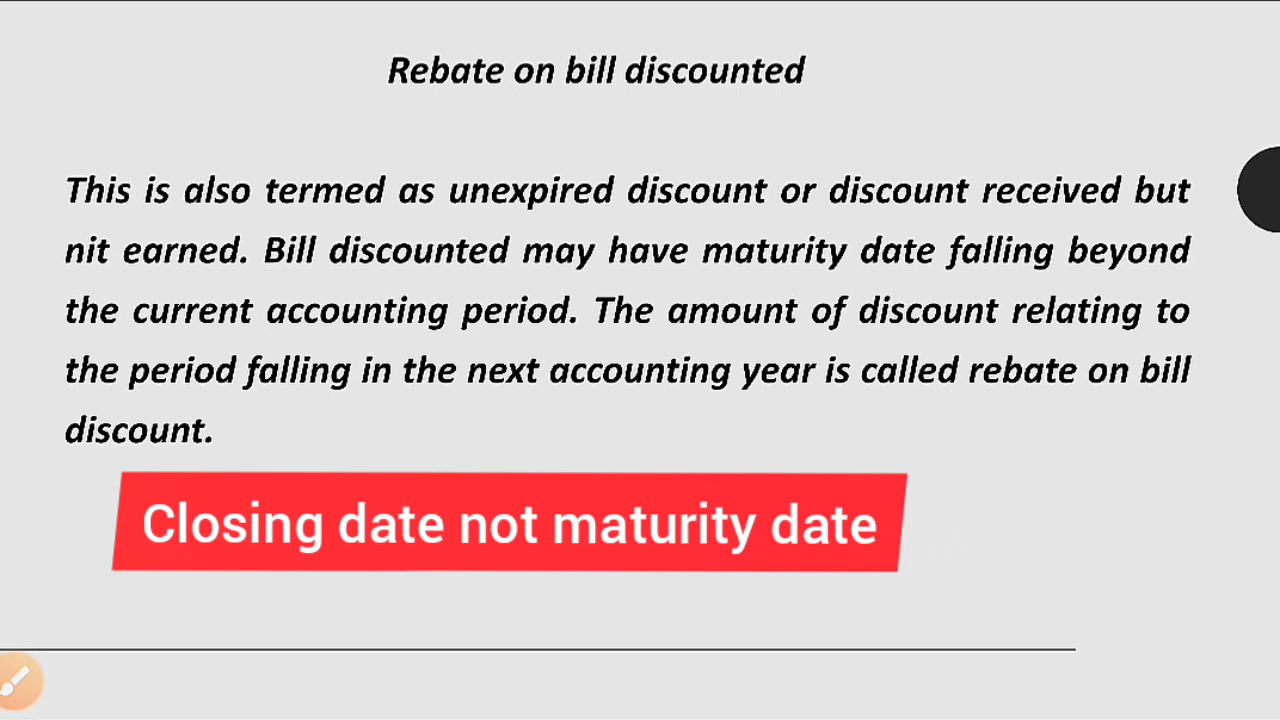 Rebate on bill discounted
This is also termed as unexpired discount or discount received but
nit earned. Bill discounted may have maturity date falling beyond
the current accounting period. The amount of discount relating to
the period falling in the next accounting year is called rebate on bill
discount.
Closing date not maturity date